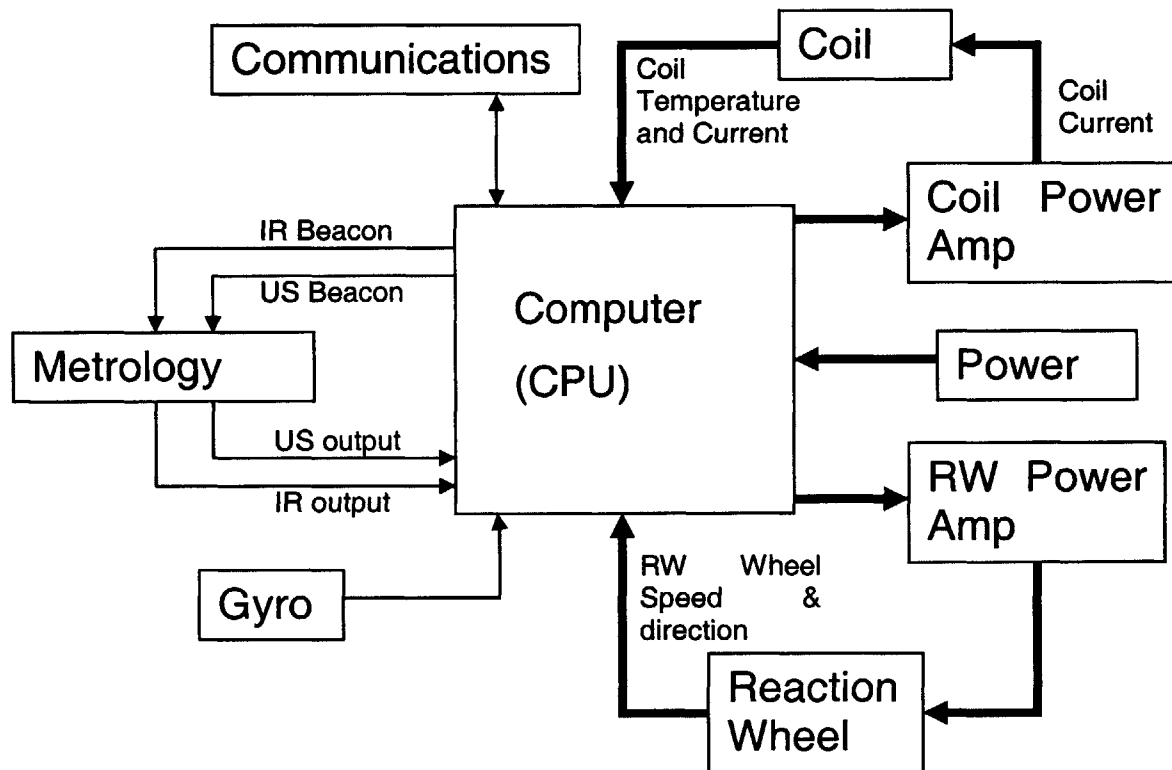 Communications
Coil
Coil
Temperature
and Current
Coil
Current
Coil Power
Amp
IR Beacon
US Beacon
Computer
(CPU)
Metrology
Power
US output
IR output
RW Power
Amp
RW Wheel
Speed &
direction
Gyro
Reaction
Wheel